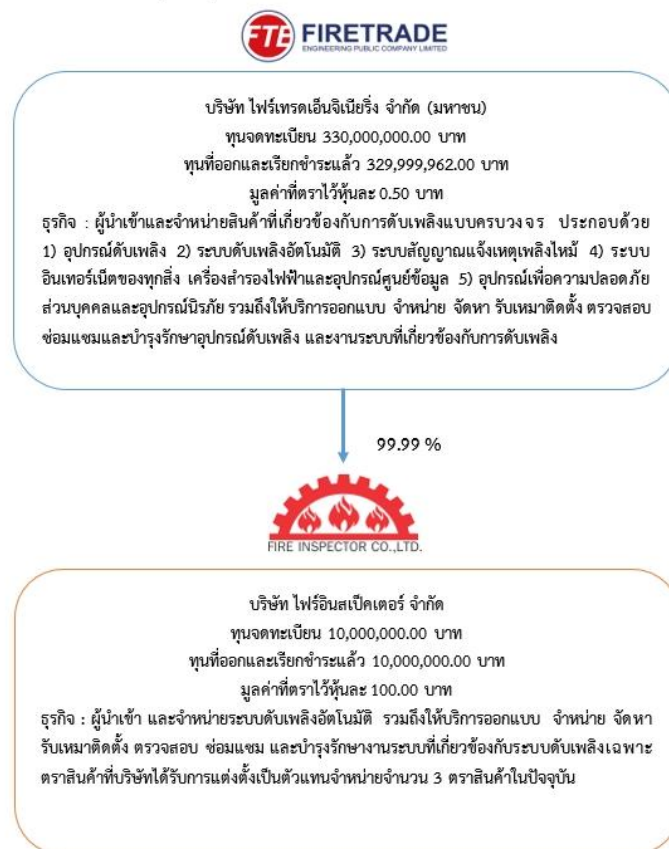 FTE FIRETRADE
ENGINEERING PUBLIC COMPANY LIMITED
บริษัท ไฟร์เทรดเอ็นจิเนียริ่ง จำกัด (มหาชน)
ทุนจดทะเบียน 330,000,000.00 บาท
ทุนที่ออกและเรียกชำระแล้ว 329,999,962.00 บาท
มูลค่าที่ตราไว้หุ้นละ 0.50 บาท
ธุรกิจ : ผู้นำเข้าและจำหน่ายสินค้าที่เกี่ยวข้องกับการดับเพลิงแบบครบวงจร ประกอบด้วย
1) อุปกรณ์ดับเพลิง 2) ระบบดับเพลิงอัตโนมัติ 3) ระบบสัญญาณแจ้งเหตุเพลิงไหม้ 4) ระบบ
อินเทอร์เน็ตของทุกสิ่ง เครื่องสำรองไฟฟ้าและอุปกรณ์ศูนย์ข้อมูล 5) อุปกรณ์เพื่อความปลอดภัย
ส่วนบุคคลและอุปกรณ์นิรภัย รวมถึงให้บริการออกแบบ จำหน่าย จัดหา รับเหมาติดตั้ง ตรวจสอบ
ซ่อมแซมและบำรุงรักษาอุปกรณ์ดับเพลิง และงานระบบที่เกี่ยวข้องกับการดับเพลิง
99.99 %
FIRE INSPECTOR CO.,LTD.
บริษัท ไฟร์อินสเป็คเตอร์ จำกัด
ทุนจดทะเบียน 10,000,000.00 บาท
ทุนที่ออกและเรียกชำระแล้ว 10,000,000.00 บาท
มูลค่าที่ตราไว้หุ้นละ 100.00 บาท
ธุรกิจ : ผู้นำเข้า และจำหน่ายระบบดับเพลิงอัตโนมัติ รวมถึงให้บริการออกแบบ จำหน่าย จัดหา
รับเหมาติดตั้ง ตรวจสอบ ซ่อมแซม และบำรุงรักษางานระบบที่เกี่ยวข้องกับระบบดับเพลิงเฉพาะ
ตราสินค้าที่บริษัทได้รับการแต่งตั้งเป็นตัวแทนจำหน่ายจำนวน 3 ตราสินค้าในปัจจุบัน